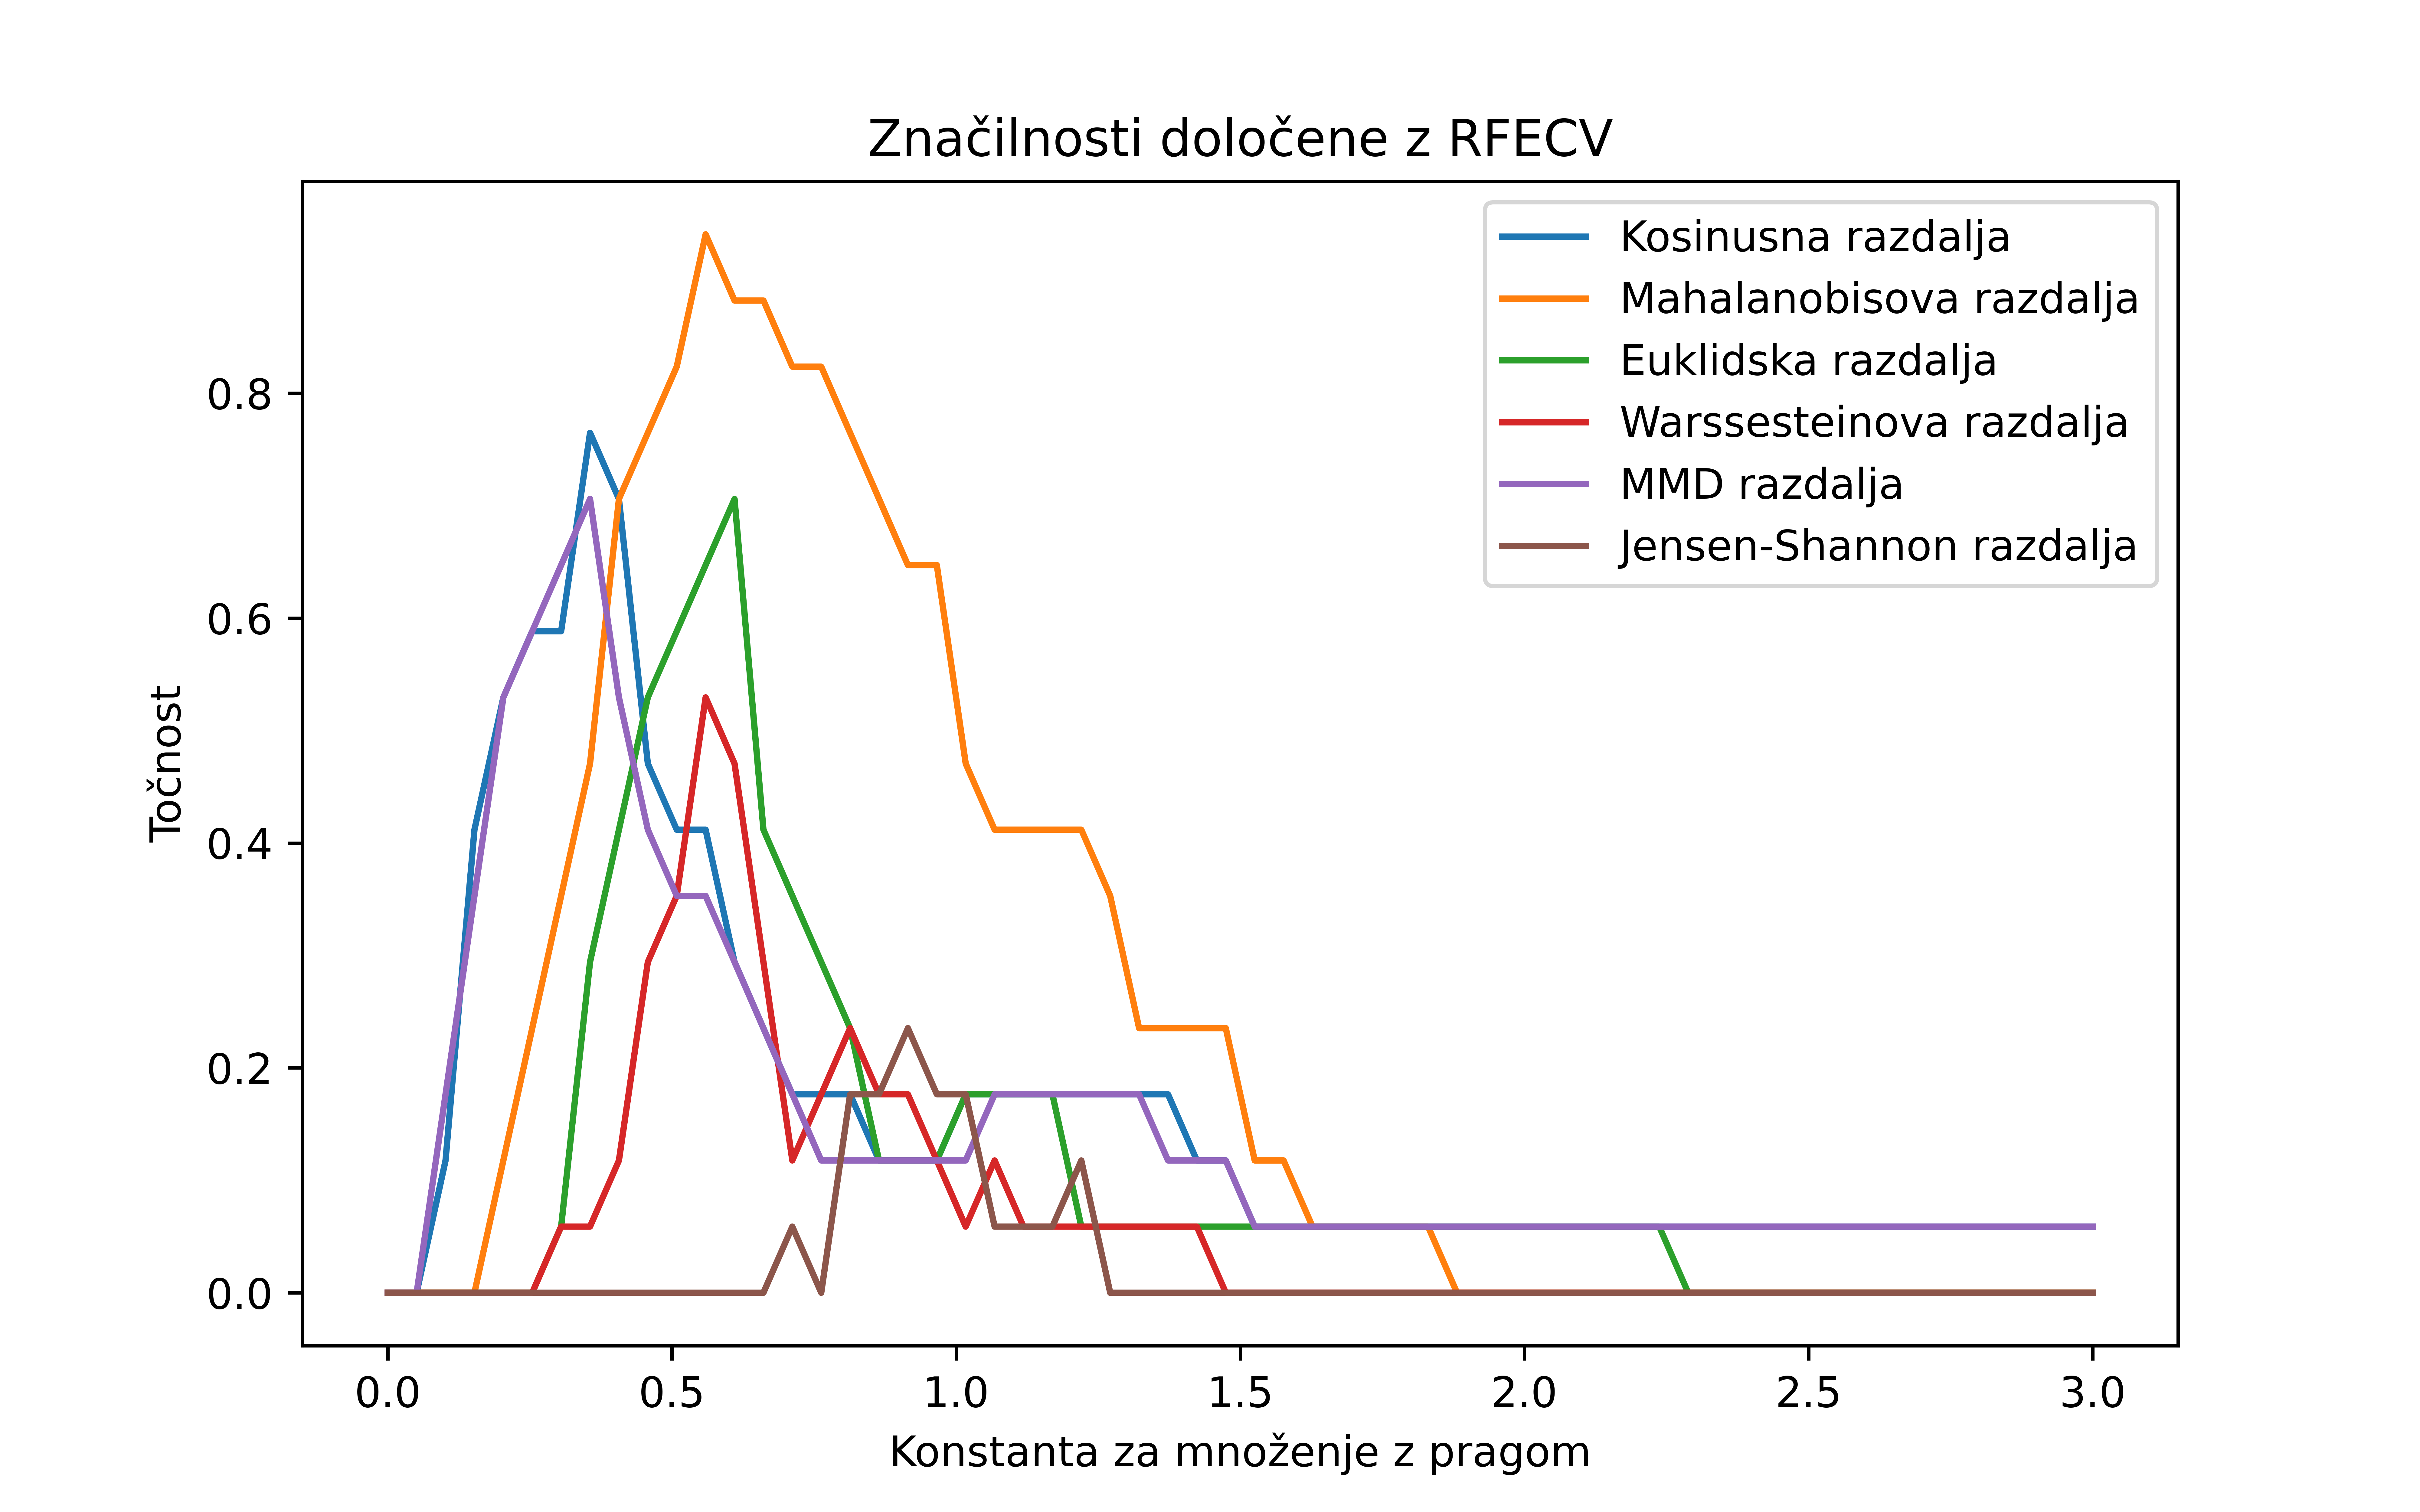 Značilnosti določene z RFECV
Kosinusna razdalja
Mahalanobisova razdalja
Euklidska razdalja
Warssesteinova razdalja
MMD razdalja
Jensen-Shannon razdalja
Točnost
0.8
0.6
0.4
0.2
0.0
0.0 0.5 1.0 1.5 2.0 2.5 3.0
Konstanta za množenje z pragom